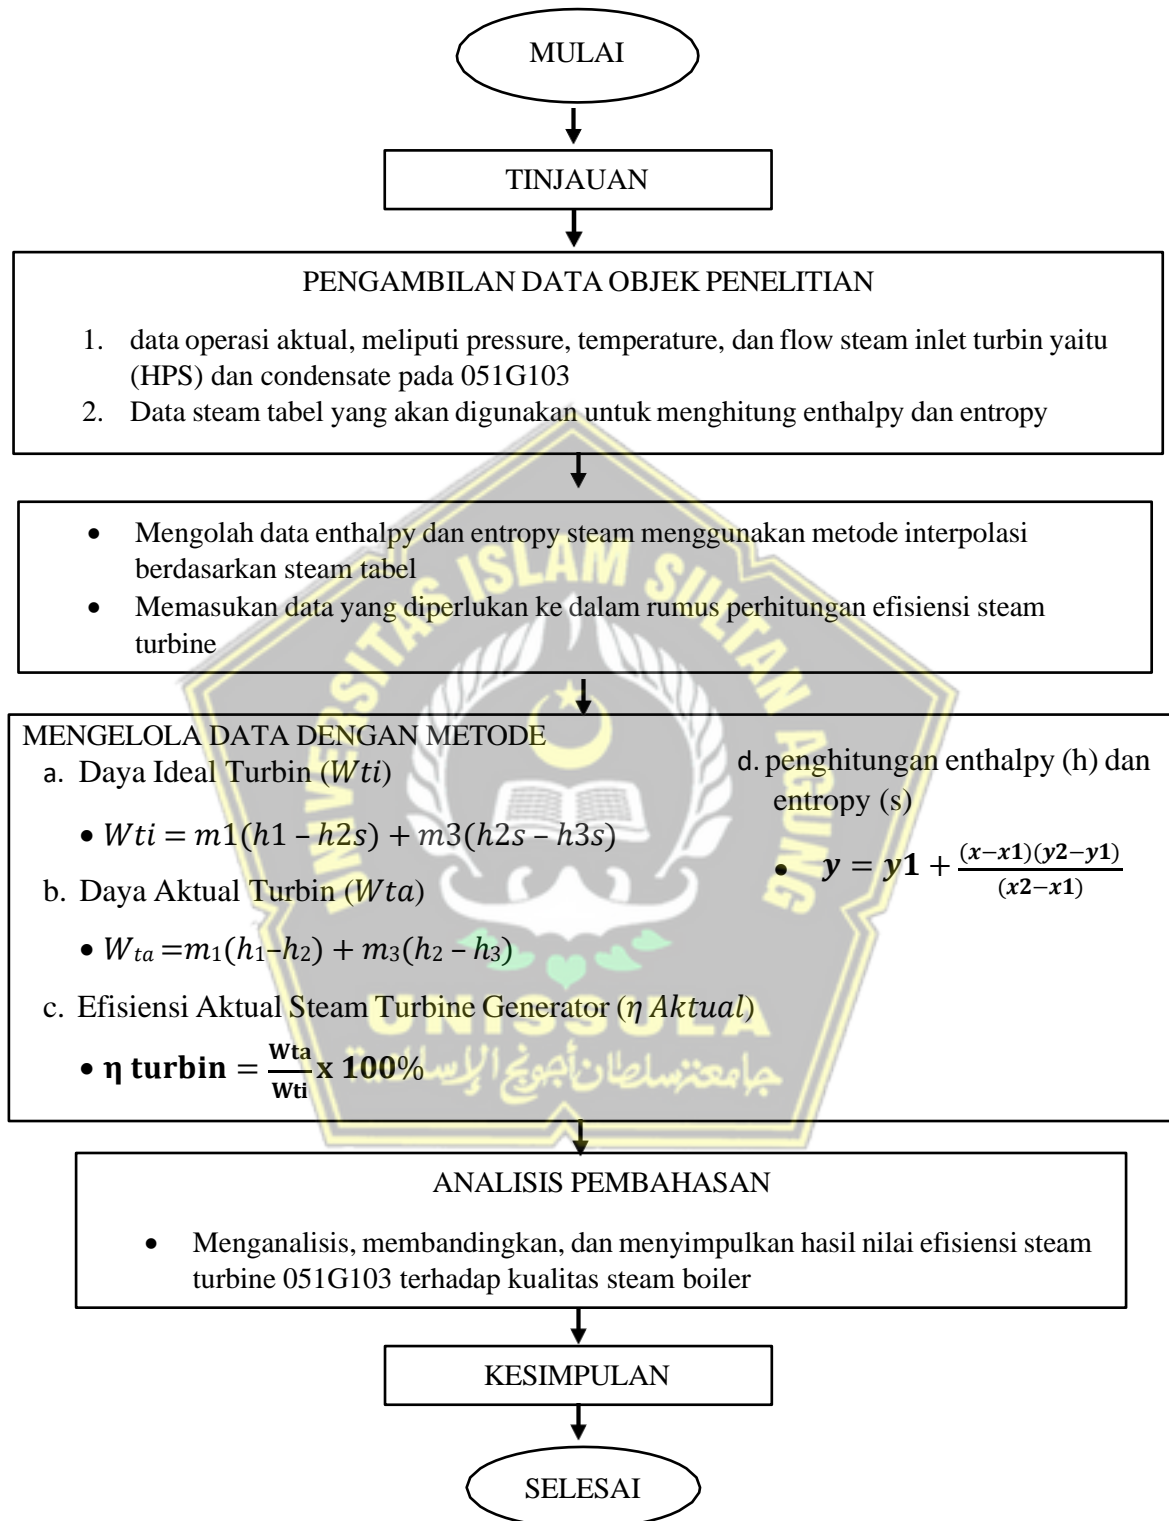 MULAI
TINJAUAN
PENGAMBILAN DATA OBJEK PENELITIAN
1. data operasi aktual, meliputi pressure, temperature, dan flow steam inlet turbin yaitu
(HPS) dan condensate pada 051G103
2. Data steam tabel yang akan digunakan untuk menghitung enthalpy dan entropy
• Mengolah data enthalpy dan entropy steam menggunakan metode interpolasi
berdasarkan steam tabel
• Memasukan data yang diperlukan ke dalam rumus perhitungan efisiensi steam
turbine
MENGELOLA DATA DENGAN METODE
a. Daya Ideal Turbin (Wti)
• Wti = m1(h1 – h2s) + m3(h2s – h3s)
b. Daya Aktual Turbin (Wta)
• Wta =m1(h1–h2) + m3(h2 – h3)
c. Efisiensi Aktual Steam Turbine Generator (η Aktual)
• η turbin = Wta/Wti x 100%
d. penghitungan enthalpy (h) dan
entropy (s)
• y = y1 + (x−x1)(y2−y1)/(x2−x1)
ANALISIS PEMBAHASAN
• Menganalisis, membandingkan, dan menyimpulkan hasil nilai efisiensi steam
turbine 051G103 terhadap kualitas steam boiler
KESIMPULAN
SELESAI
UNIVERSITAS ISLAM SULTAN AGUNG
UNISSULA
جامعتسلطان أجونج الإسلامية